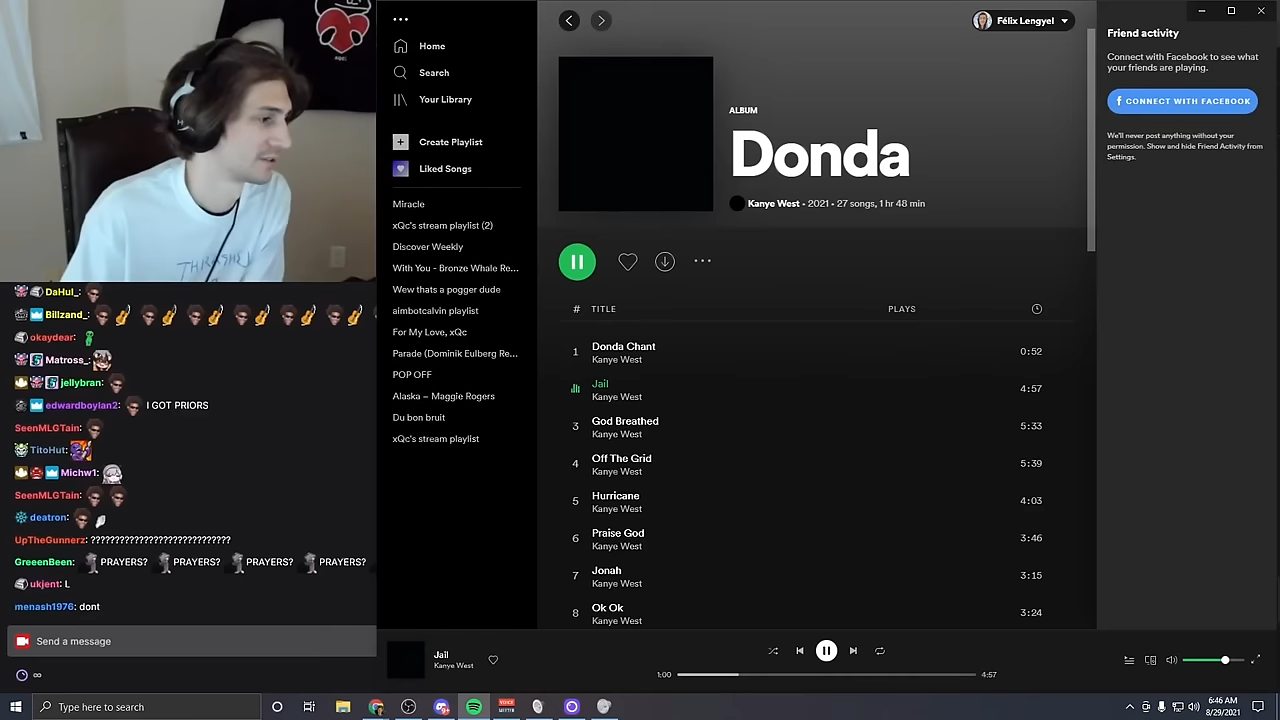 THRASHER
Home
Search
Your Library
Create Playlist
Liked Songs
Miracle
xQc's stream playlist (2)
Discover Weekly
With You - Bronze Whale Re...
Wew thats a pogger dude
aimbotcalvin playlist
For My Love, xQc
Parade (Dominik Eulberg Re...
POP OFF
Alaska – Maggie Rogers
Du bon bruit
xQc's stream playlist
Félix Lengyel
ALBUM
Donda
Kanye West • 2021 • 27 songs, 1 hr 48 min
# TITLE PLAYS
1 Donda Chant 0:52
Kanye West
Jail 4:57
Kanye West
3 God Breathed 5:33
Kanye West
4 Off The Grid 5:39
Kanye West
5 Hurricane 4:03
Kanye West
6 Praise God 3:46
Kanye West
7 Jonah 3:15
Kanye West
8 Ok Ok 3:24
Kanye West
Friend activity
Connect with Facebook to see what
your friends are playing.
f CONNECT WITH FACEBOOK
We'll never post anything without your
permission. Show and hide Friend Activity from
Settings.
DaHul_:
Billzand_:
okaydear:
Matross_:
jellybran:
edwardboylan2: I GOT PRIORS
SeenMLGTain:
TitoHut:
Michw1:
SeenMLGTain:
deatron:
UpTheGunnerz: ??????????????????????????????
GreeenBeen: PRAYERS? PRAYERS? PRAYERS? PRAYERS?
ukjent: L
menash1976: dont
Send a message
∞
Jail
Kanye West
1:00 4:57
Type here to search
VOICE MEETER
6:46 AM
8/29/2021